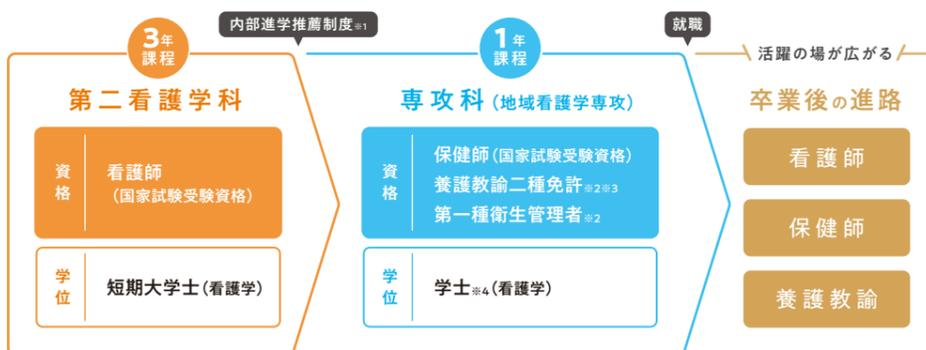 内部進学推薦制度※1
就職
3年
課程
1年
課程
\活躍の場が広がる/
第二看護学科
専攻科(地域看護学専攻)
卒業後の進路
資格
看護師
(国家試験受験資格)
学位
短期大学士(看護学)
資格
保健師(国家試験受験資格)
養護教諭二種免許※2※3
第一種衛生管理者※2
学位
学士※4(看護学)
看護師
保健師
養護教諭